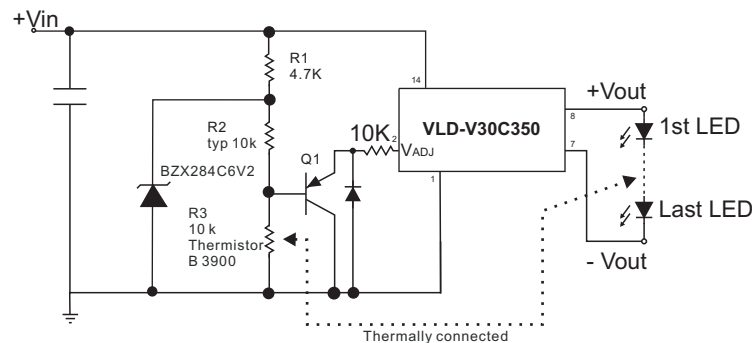 +Vin
R1
4.7K
14
+Vout
VLD-V30C350
8
1st LED
R2
typ 10k
10K
2
VADJ
7
Q1
BZX284C6V2
1
R3
10 k
Thermistor
B 3900
Last LED
- Vout
Thermally connected